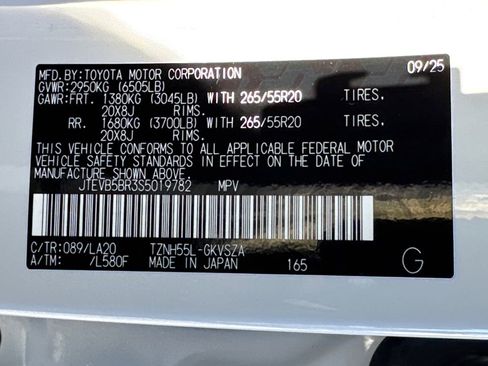 MFD.BY:TOYOTA MOTOR CORPORATION 09/25
GVWR:2950KG (6505LB)
GAWR:FRT. 1380KG (3045LB) WITH 265/55R20 TIRES,
20X8J RIMS.
RR. 1680KG (3700LB) WITH 265/55R20 TIRES,
20X8J RIMS.
THIS VEHICLE CONFORMS TO ALL APPLICABLE FEDERAL MOTOR
VEHICLE SAFETY STANDARDS IN EFFECT ON THE DATE OF
MANUFACTURE SHOWN ABOVE.
JTEVB5BR3S5019782 MPV
C/TR:089/LA20 TZNH55L-GKVSZA
A/TM: /L580F MADE IN JAPAN 165 G